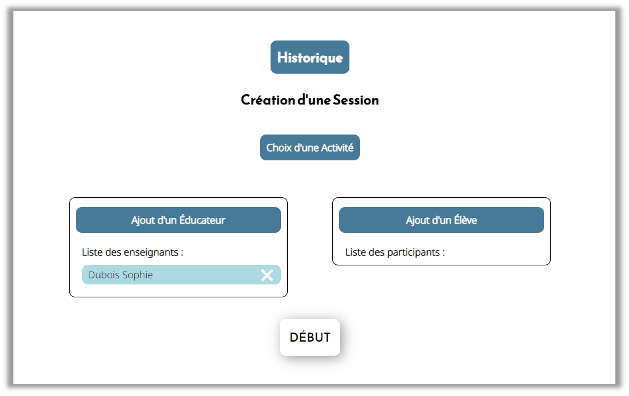 Historique
Création d'une Session
Choix d'une Activité
Ajout d'un Éducateur
Liste des enseignants :
Dubois Sophie
Ajout d'un Élève
Liste des participants :
DÉBUT